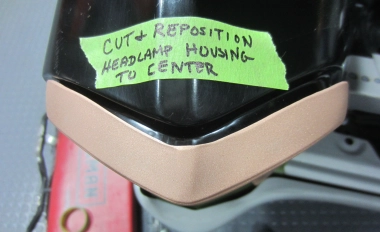 CUT & REPOSITION
HEADLAMP HOUSING
TO CENTER